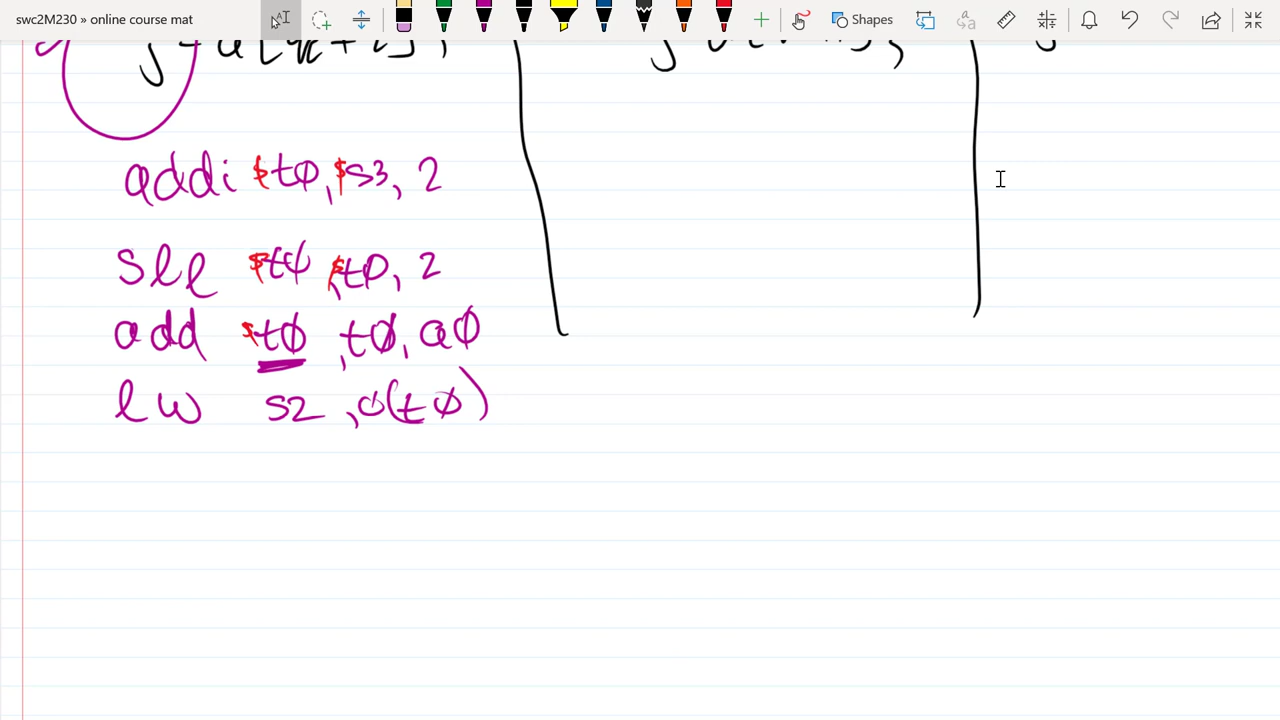 swc2M230 » online course mat
Shapes
addi $t0, $s3, 2
sll $t0, $t0, 2
add $t0, t0, a0
lw s2, 0(t0)